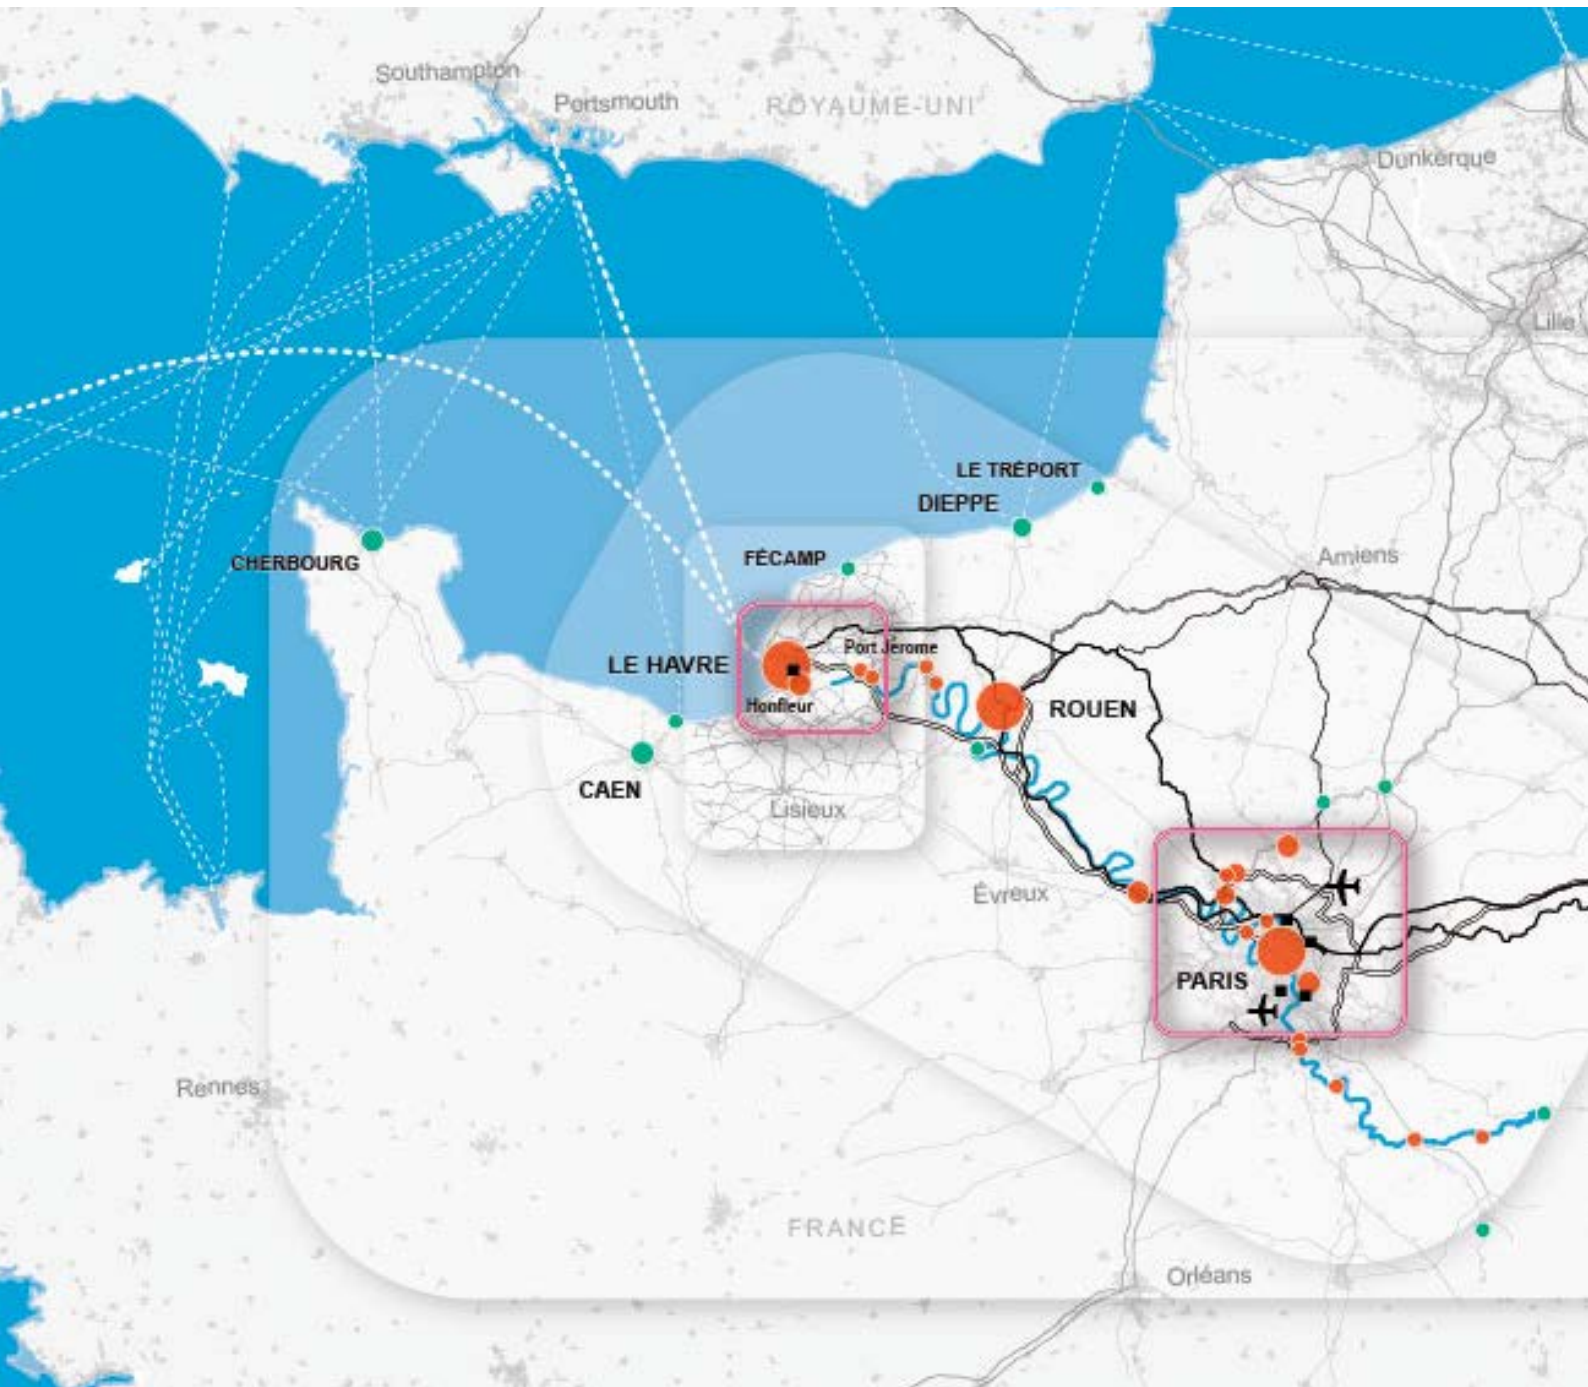 Southampton
Portsmouth
ROYAUME-UNI
Dunkerque
Lille
LE TRÉPORT
DIEPPE
FÉCAMP
Amiens
CHERBOURG
Port Jérome
LE HAVRE
Honfleur
ROUEN
CAEN
Lisieux
Évreux
PARIS
Rennes
FRANCE
Orléans